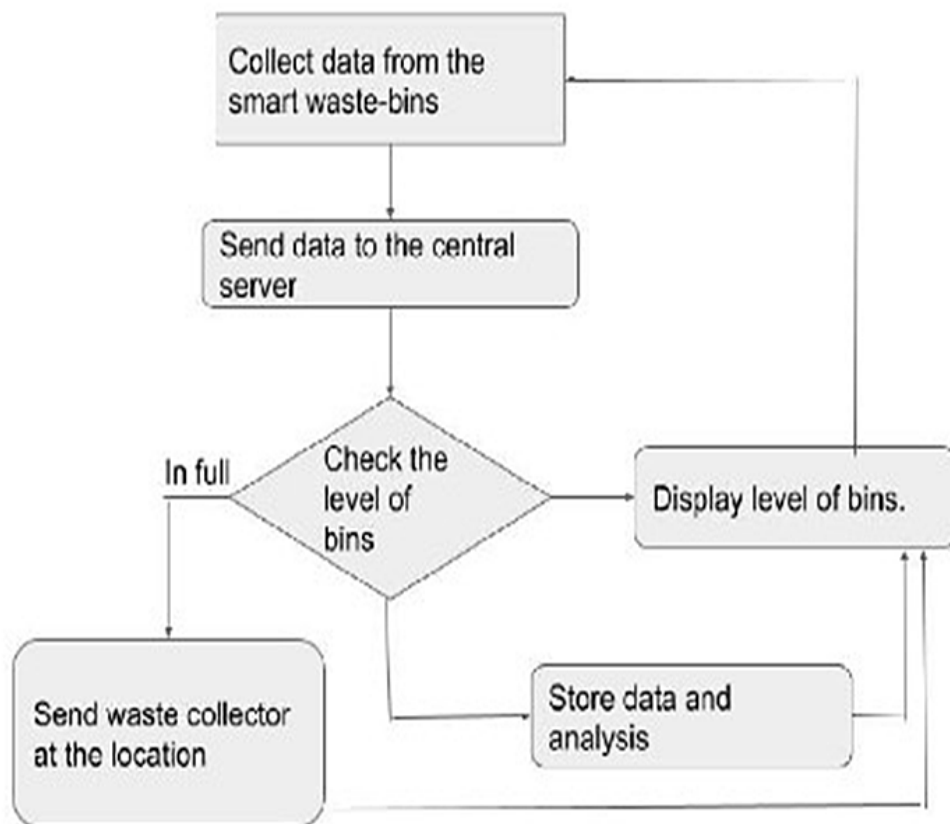 Collect data from the
smart waste-bins
Send data to the central
server
In full
Check the
level of
bins
Display level of bins.
Store data and
analysis
Send waste collector
at the location